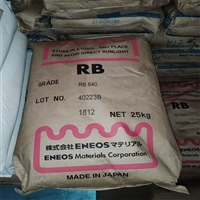 STORE IN A COOL, DRY PLACE
AND AVOID DIRECT SUNLIGHT
RB
GRADE RB 840
LOT NO. 40223B
1812 NET 25kg
株式会社ENEOSマテリアル
ENEOS Materials Corporation
MADE IN JAPAN